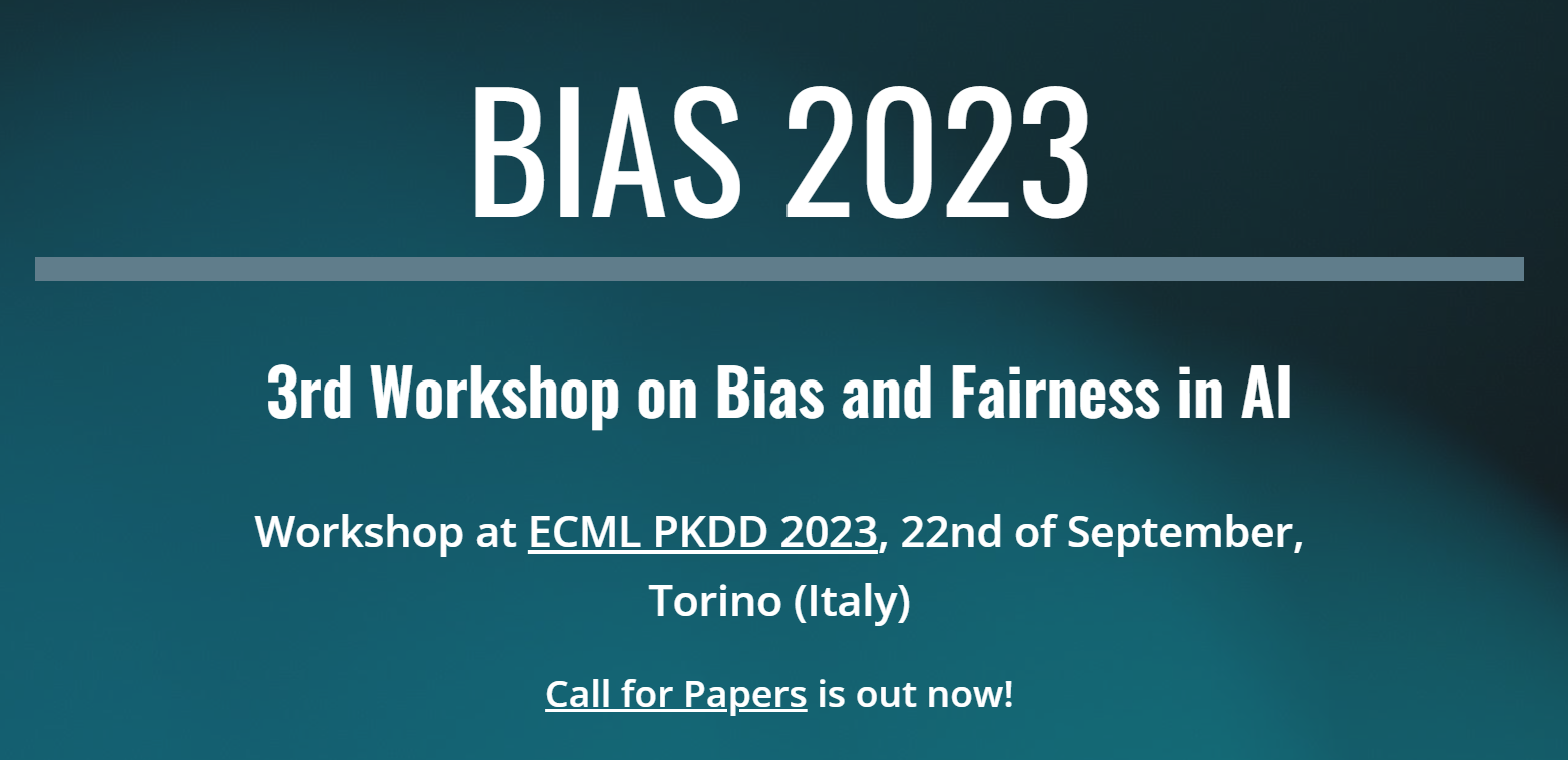 BIAS 2023
3rd Workshop on Bias and Fairness in AI
Workshop at ECML PKDD 2023, 22nd of September,
Torino (Italy)
Call for Papers is out now!